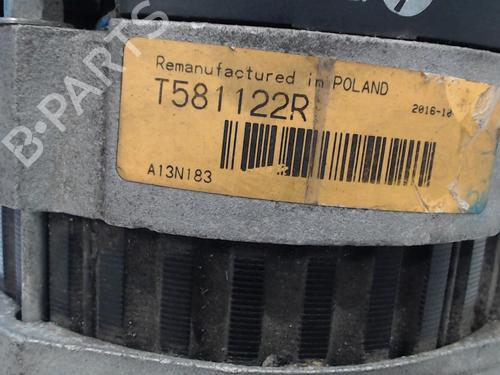 Remanufactured in POLAND
T581122R
2016-10
A13N183
B-Parts